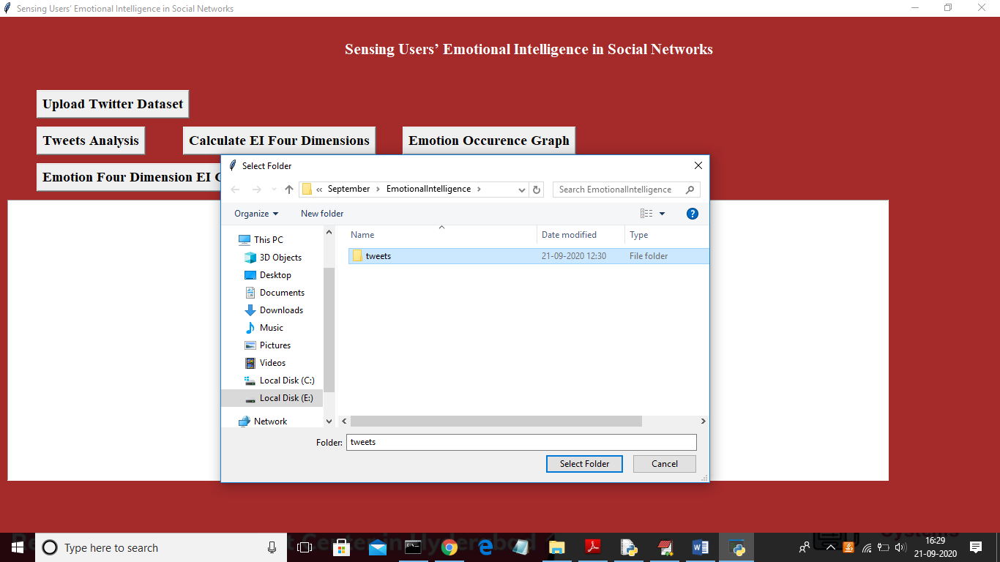 Sensing Users' Emotional Intelligence in Social Networks
Sensing Users' Emotional Intelligence in Social Networks
Upload Twitter Dataset
Tweets Analysis
Calculate EI Four Dimensions
Emotion Occurence Graph
Emotion Four Dimension EI
Select Folder
« September > EmotionalIntelligence >
Search EmotionalIntelligence
Organize
New folder
Name
Date modified
Type
This PC
3D Objects
Desktop
Documents
Downloads
Music
Pictures
Videos
Local Disk (C:)
Local Disk (E:)
Network
tweets
21-09-2020 12:30
File folder
Folder: tweets
Select Folder
Cancel
Type here to search
16:29
21-09-2020